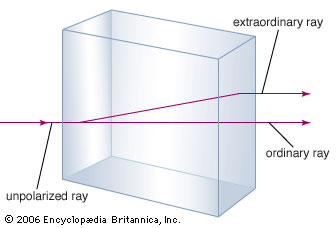 extraordinary ray
ordinary ray
unpolarized ray
© 2006 Encyclopædia Britannica, Inc.